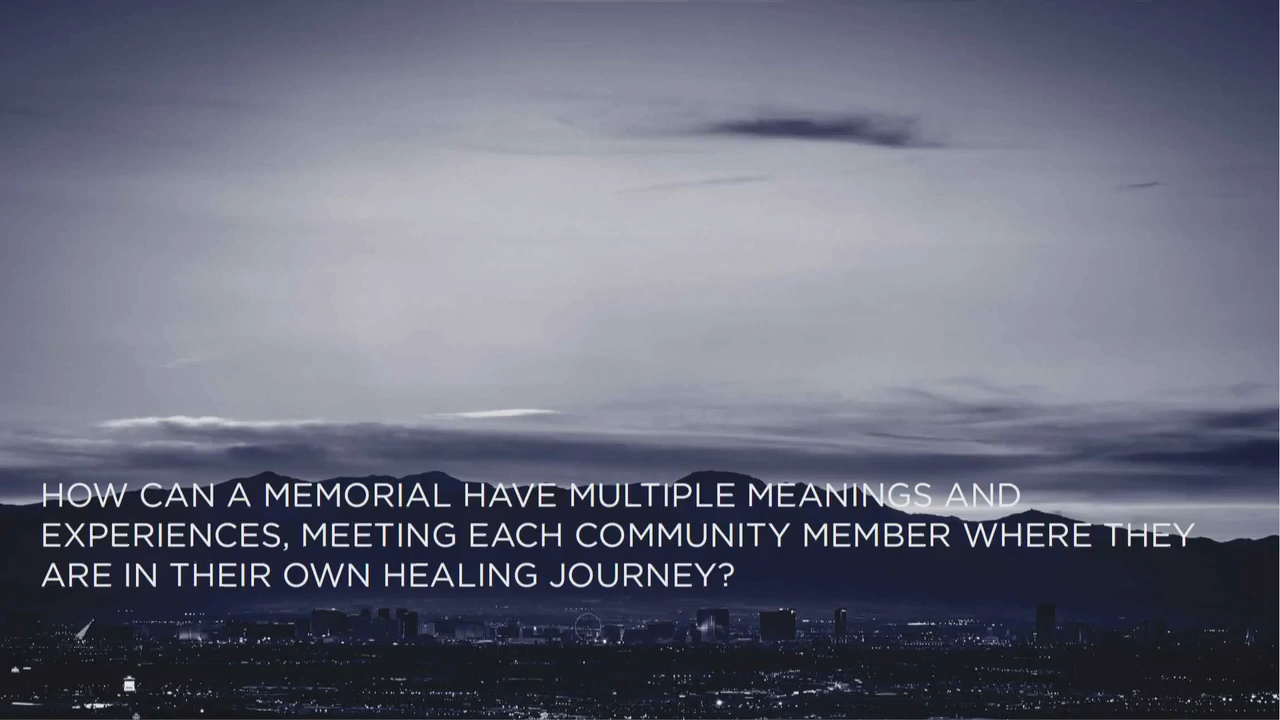 HOW CAN A MEMORIAL HAVE MULTIPLE MEANINGS AND
EXPERIENCES, MEETING EACH COMMUNITY MEMBER WHERE THEY
ARE IN THEIR OWN HEALING JOURNEY?